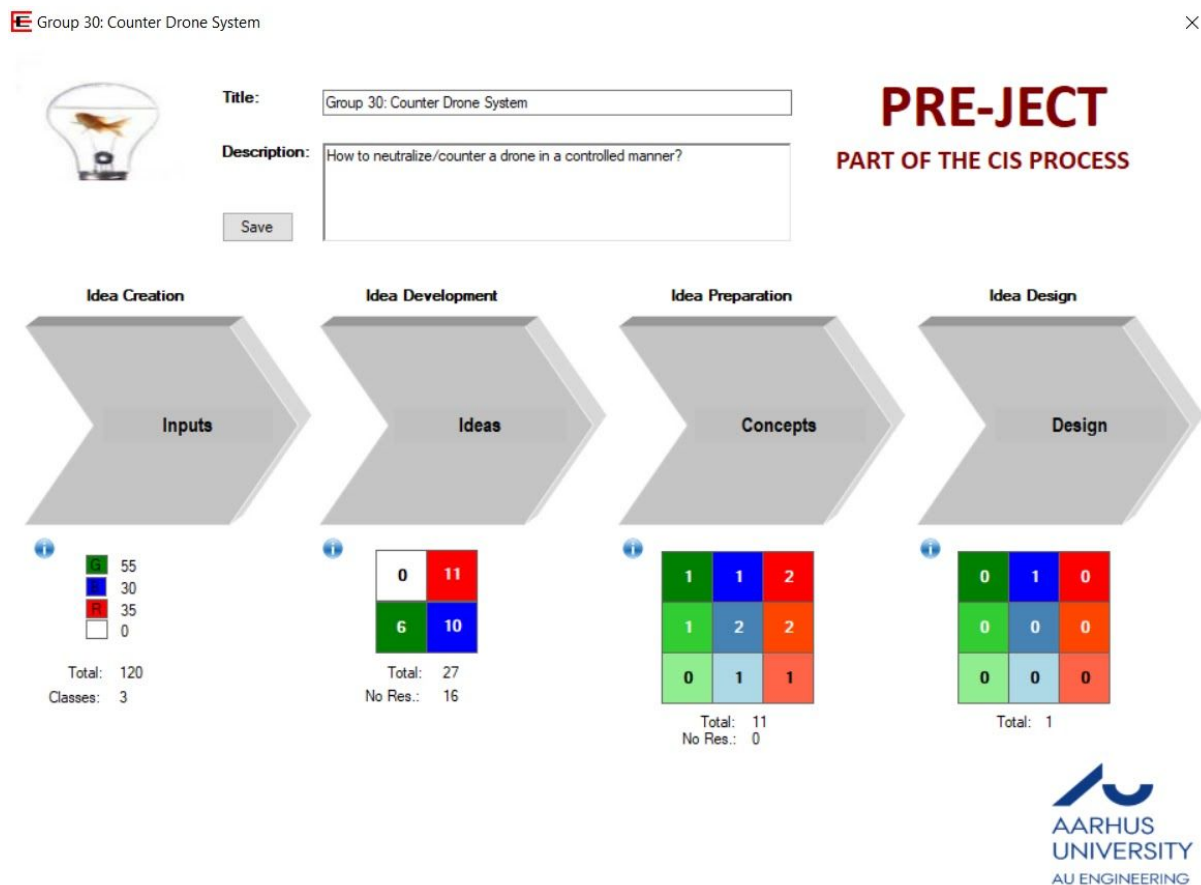 Group 30: Counter Drone System
Title:
Group 30: Counter Drone System
Description:
How to neutralize/counter a drone in a controlled manner?
Save
PRE-JECT
PART OF THE CIS PROCESS
Idea Creation
Idea Development
Idea Preparation
Idea Design
Inputs
Ideas
Concepts
Design
G 55
30
R 35
0
Total: 120
Classes: 3
0 11
6 10
Total: 27
No Res.: 16
1 1 2
1 2 2
0 1 1
Total: 11
No Res.: 0
0 1 0
0 0 0
0 0 0
Total: 1
AARHUS
UNIVERSITY
AU ENGINEERING